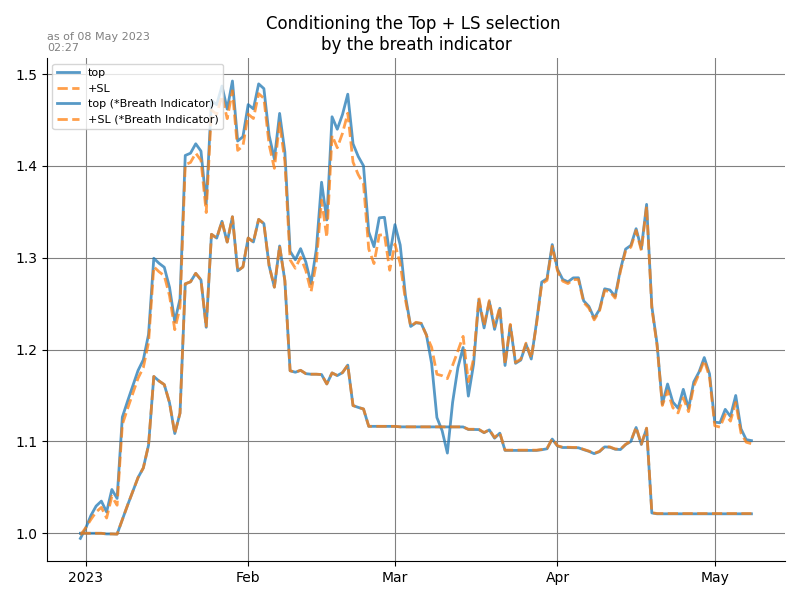 Conditioning the Top + LS selection
by the breath indicator
as of 08 May 2023
02:27
top
+SL
top (*Breath Indicator)
+SL (*Breath Indicator)
1.5
1.4
1.3
1.2
1.1
1.0
2023 Feb Mar Apr May